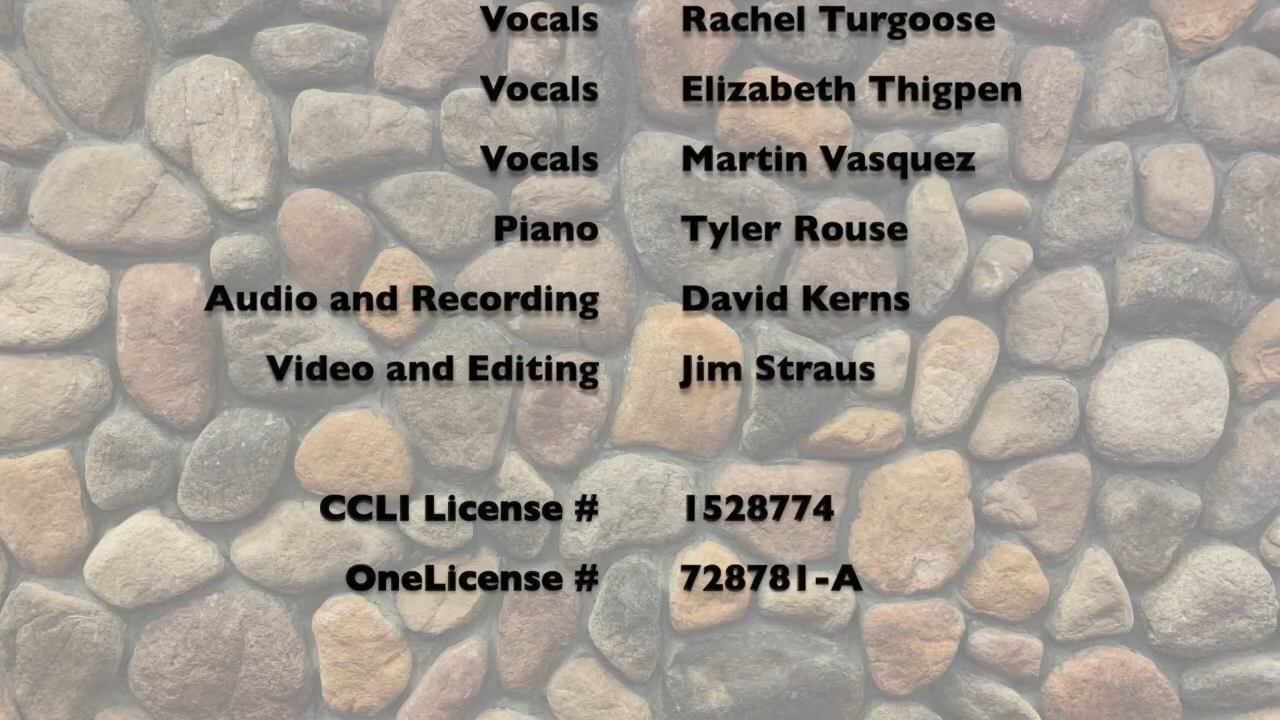 Vocals Rachel Turgoose
Vocals Elizabeth Thigpen
Vocals Martin Vasquez
Piano Tyler Rouse
Audio and Recording David Kerns
Video and Editing Jim Straus
CCLI License # 1528774
OneLicense # 728781-A